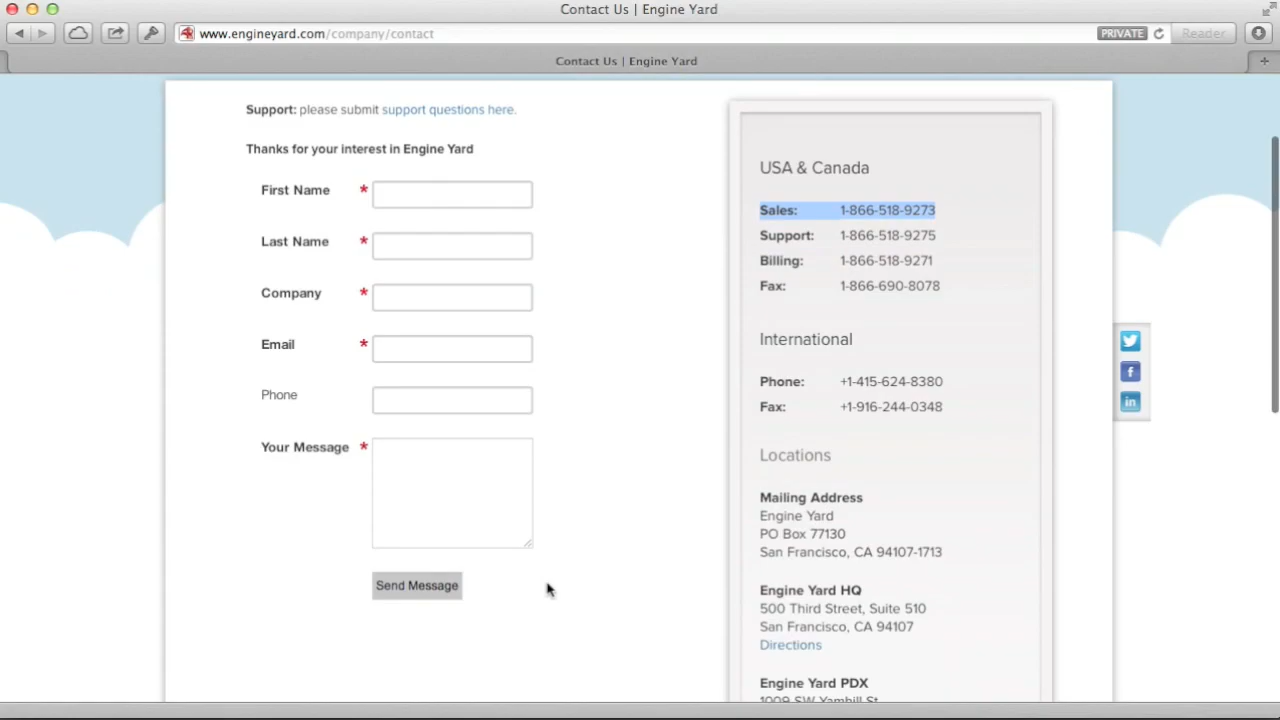 Contact Us | Engine Yard
www.engineyard.com/company/contact
PRIVATE
Reader
Contact Us | Engine Yard
Support: please submit support questions here.
Thanks for your interest in Engine Yard
First Name *
Last Name *
Company *
Email *
Phone
Your Message *
Send Message
USA & Canada
Sales: 1-866-518-9273
Support: 1-866-518-9275
Billing: 1-866-518-9271
Fax: 1-866-690-8078
International
Phone: +1-415-624-8380
Fax: +1-916-244-0348
Locations
Mailing Address
Engine Yard
PO Box 77130
San Francisco, CA 94107-1713
Engine Yard HQ
500 Third Street, Suite 510
San Francisco, CA 94107
Directions
Engine Yard PDX
1009 SW Yamhill St